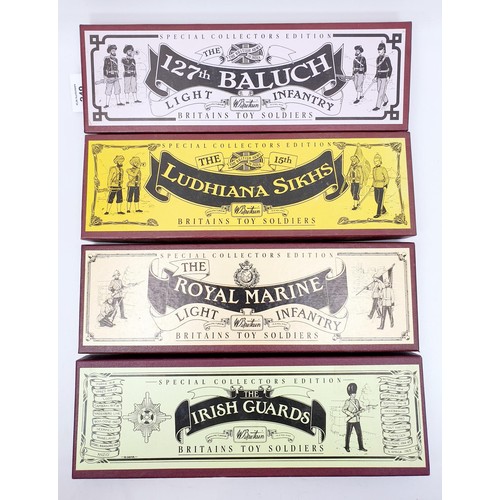 SPECIAL COLLECTORS EDITION
THE
127th BALUCH
LIGHT INFANTRY
W. Britain
BRITAINS TOY SOLDIERS
SPECIAL COLLECTORS EDITION
THE 15th
LUDHIANA SIKHS
W. Britain
BRITAINS TOY SOLDIERS
SPECIAL COLLECTORS EDITION
THE
ROYAL MARINE
LIGHT INFANTRY
W. Britain
BRITAINS TOY SOLDIERS
SPECIAL COLLECTORS EDITION
THE
IRISH GUARDS
W. Britain
BRITAINS TOY SOLDIERS